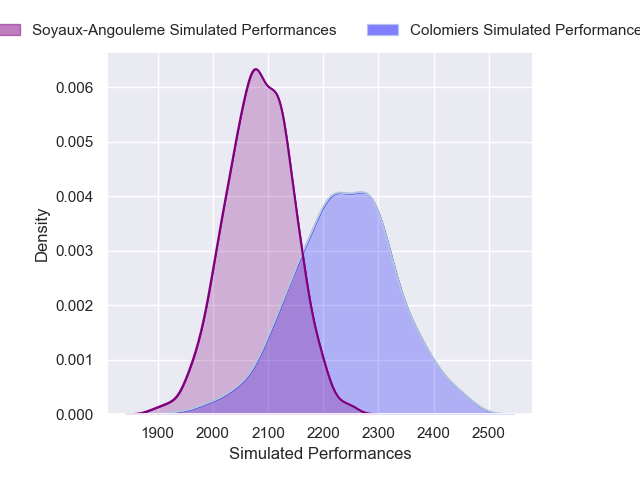 Soyaux-Angouleme Simulated Performances
Colomiers Simulated Performance
0.006
0.005
0.004
0.003
0.002
0.001
0.000
Density
1900 2000 2100 2200 2300 2400 2500
Simulated Performances